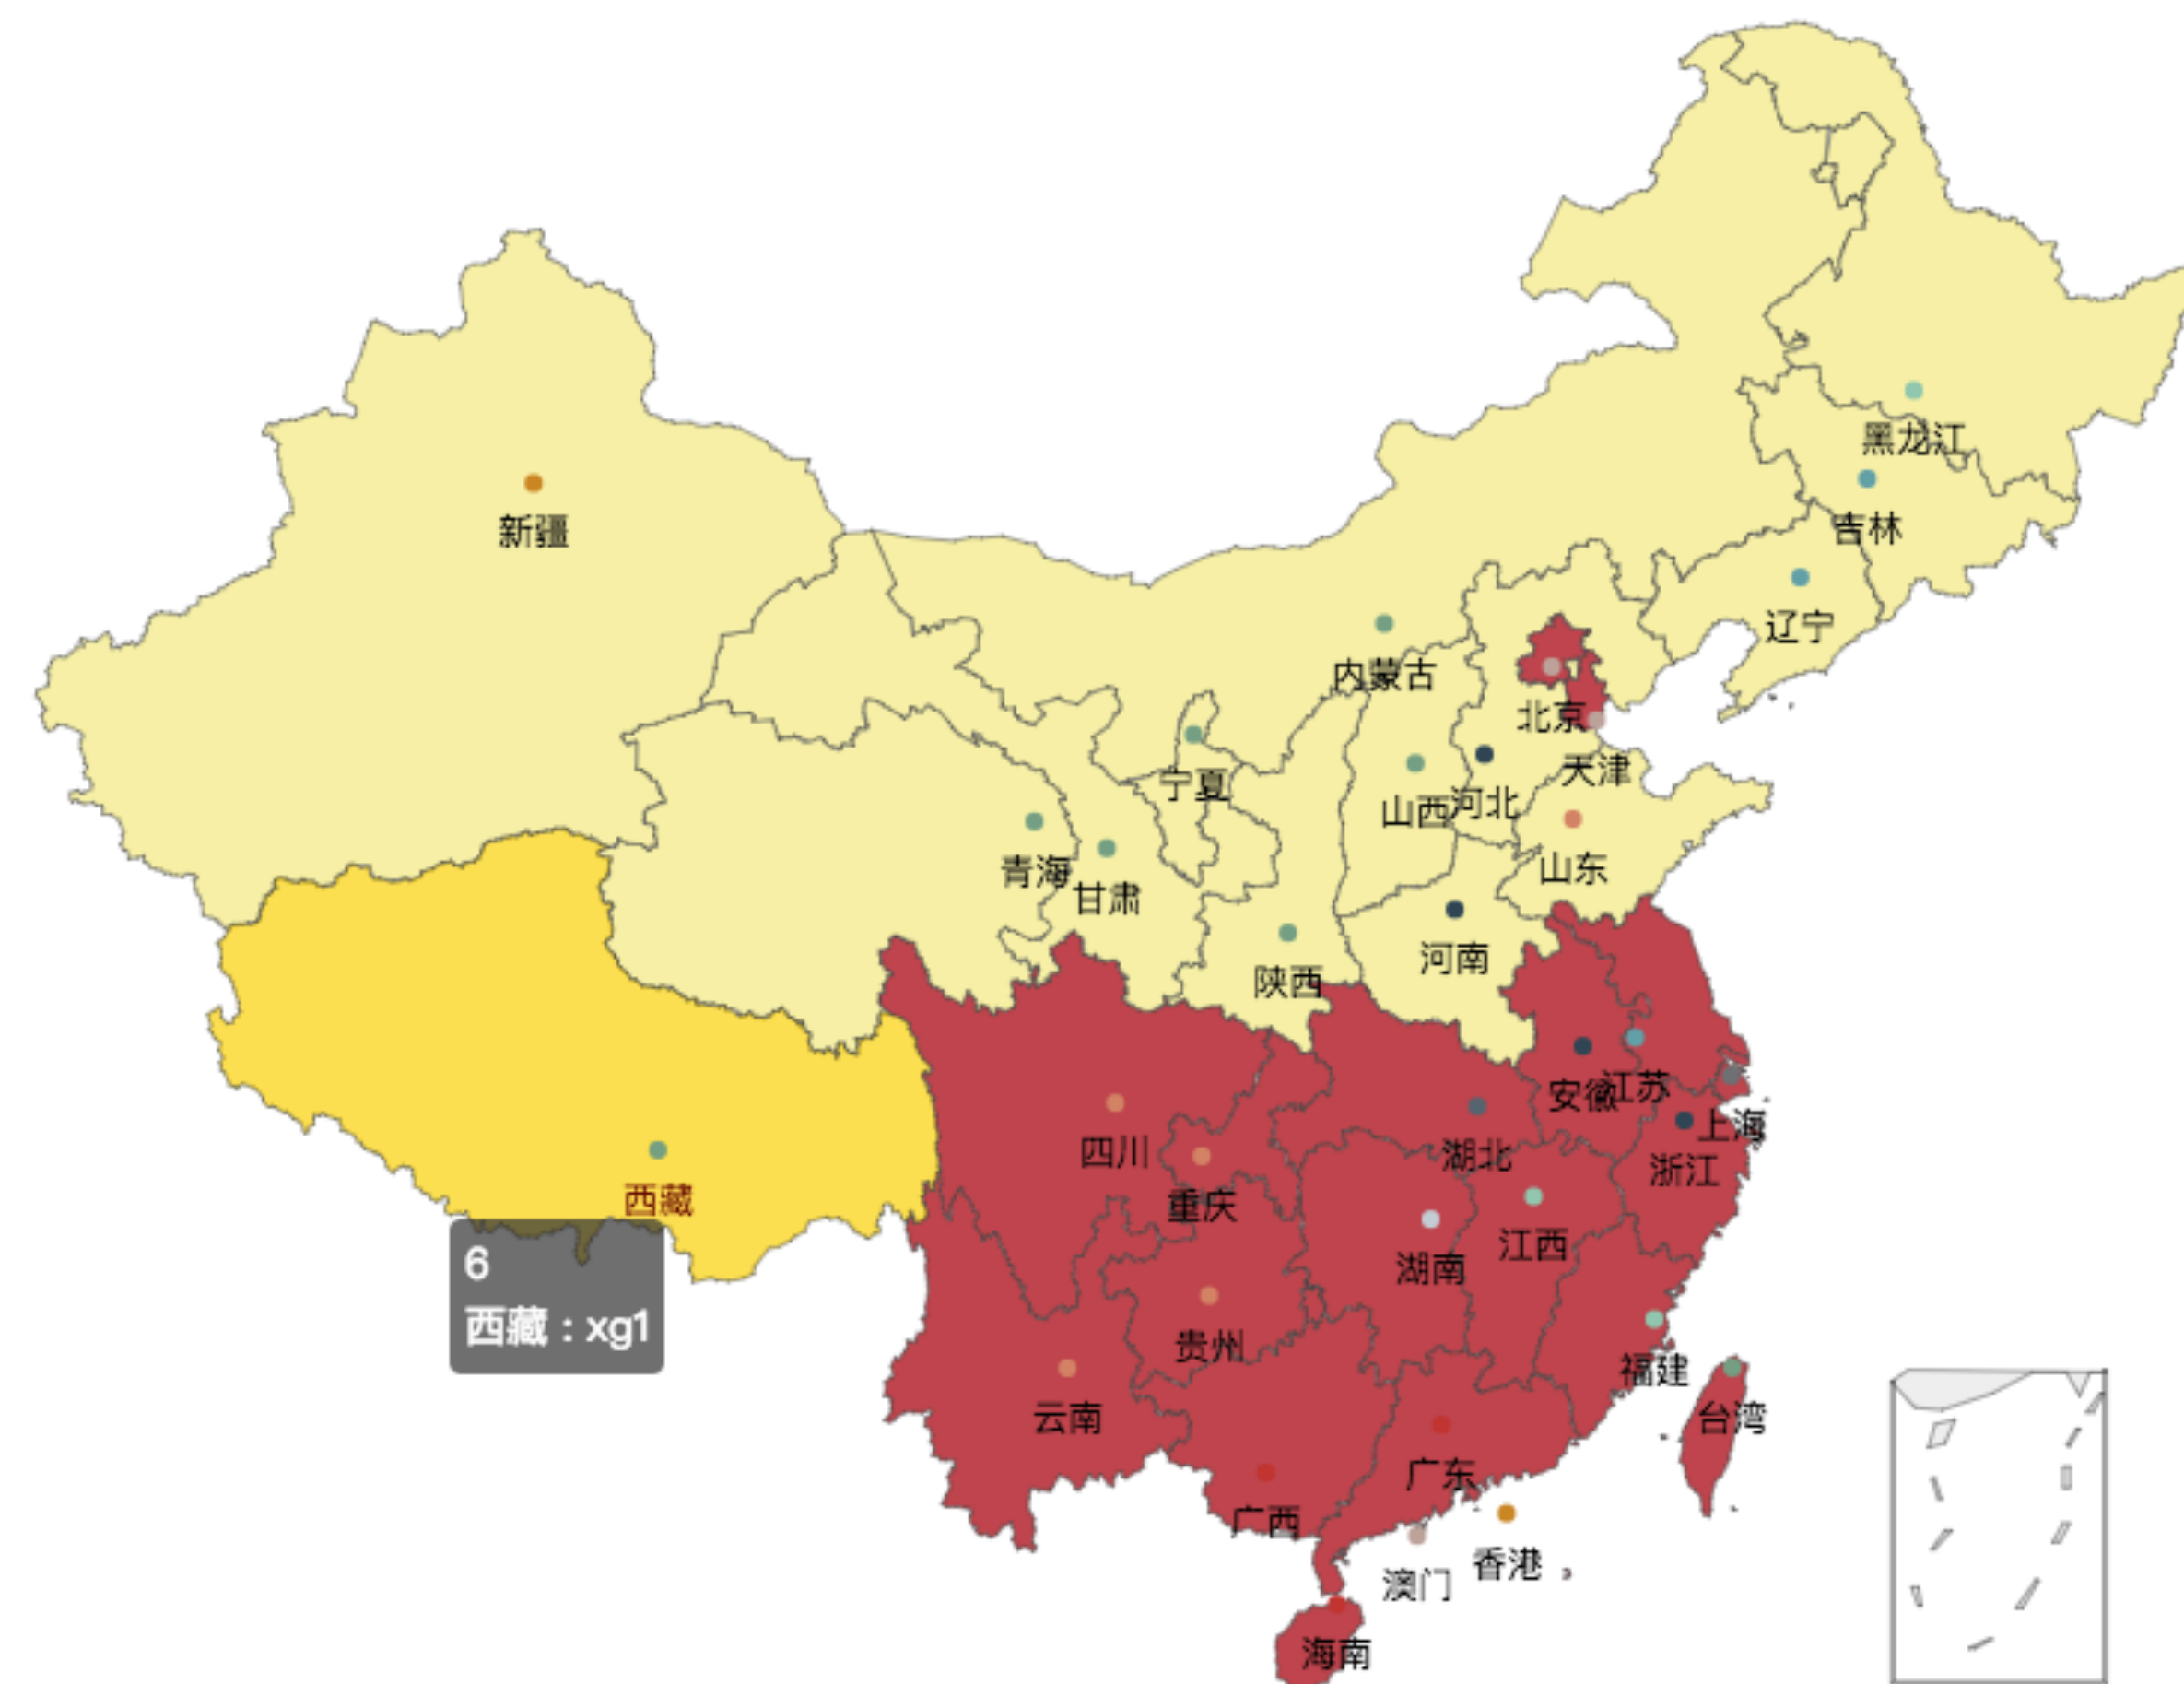 黑龙江
新疆
吉林
辽宁
内蒙古
北京
天津
宁夏
山西
河北
青海
甘肃
山东
河南
陕西
安徽
江苏
上海
四川
湖北
浙江
西藏
重庆
江西
湖南
6
西藏：xg1
贵州
福建
云南
台湾
广东
广西
香港
澳门
海南